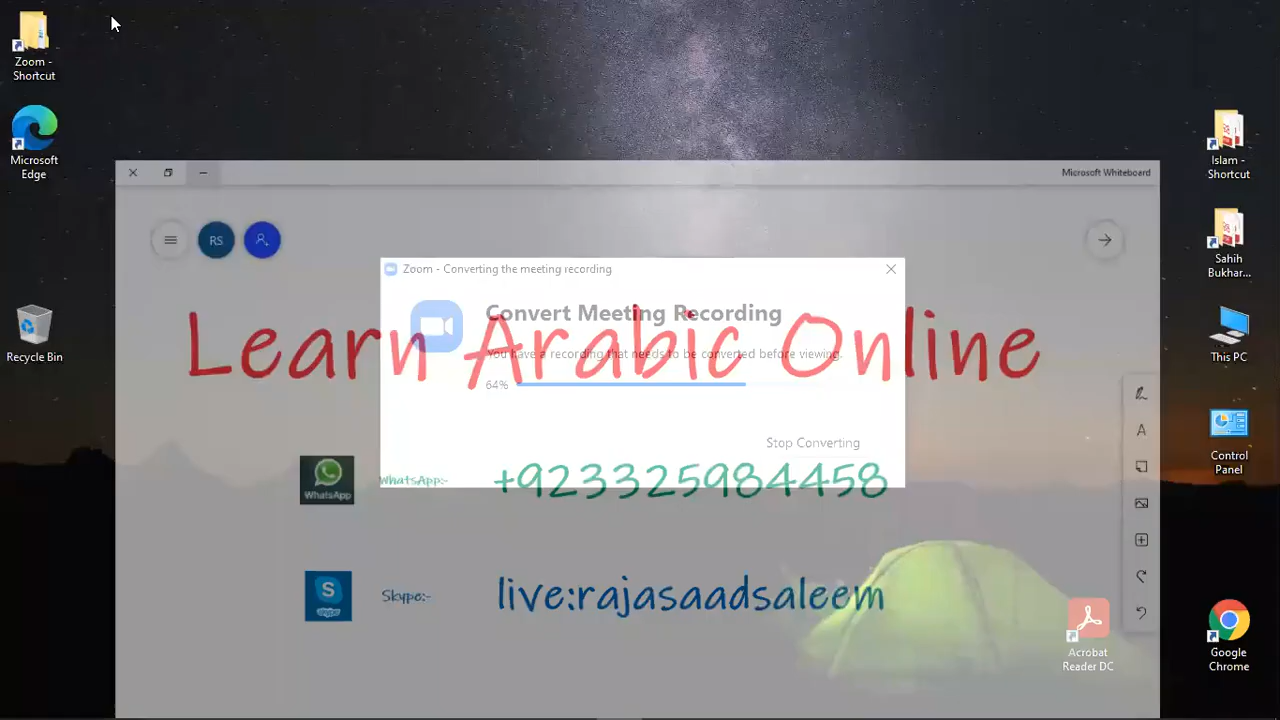 Zoom -
Shortcut
Microsoft
Edge
Recycle Bin
Microsoft Whiteboard
RS
Zoom - Converting the meeting recording
Convert Meeting Recording
You have a recording that needs to be converted before viewing.
64%
Stop Converting
Learn Arabic Online
WhatsApp
WhatsApp:-
+923325984458
skype
Skype:-
live:rajasaadsaleem
A
Islam -
Shortcut
Sahih
Bukhar...
This PC
Control
Panel
Acrobat
Reader DC
Google
Chrome